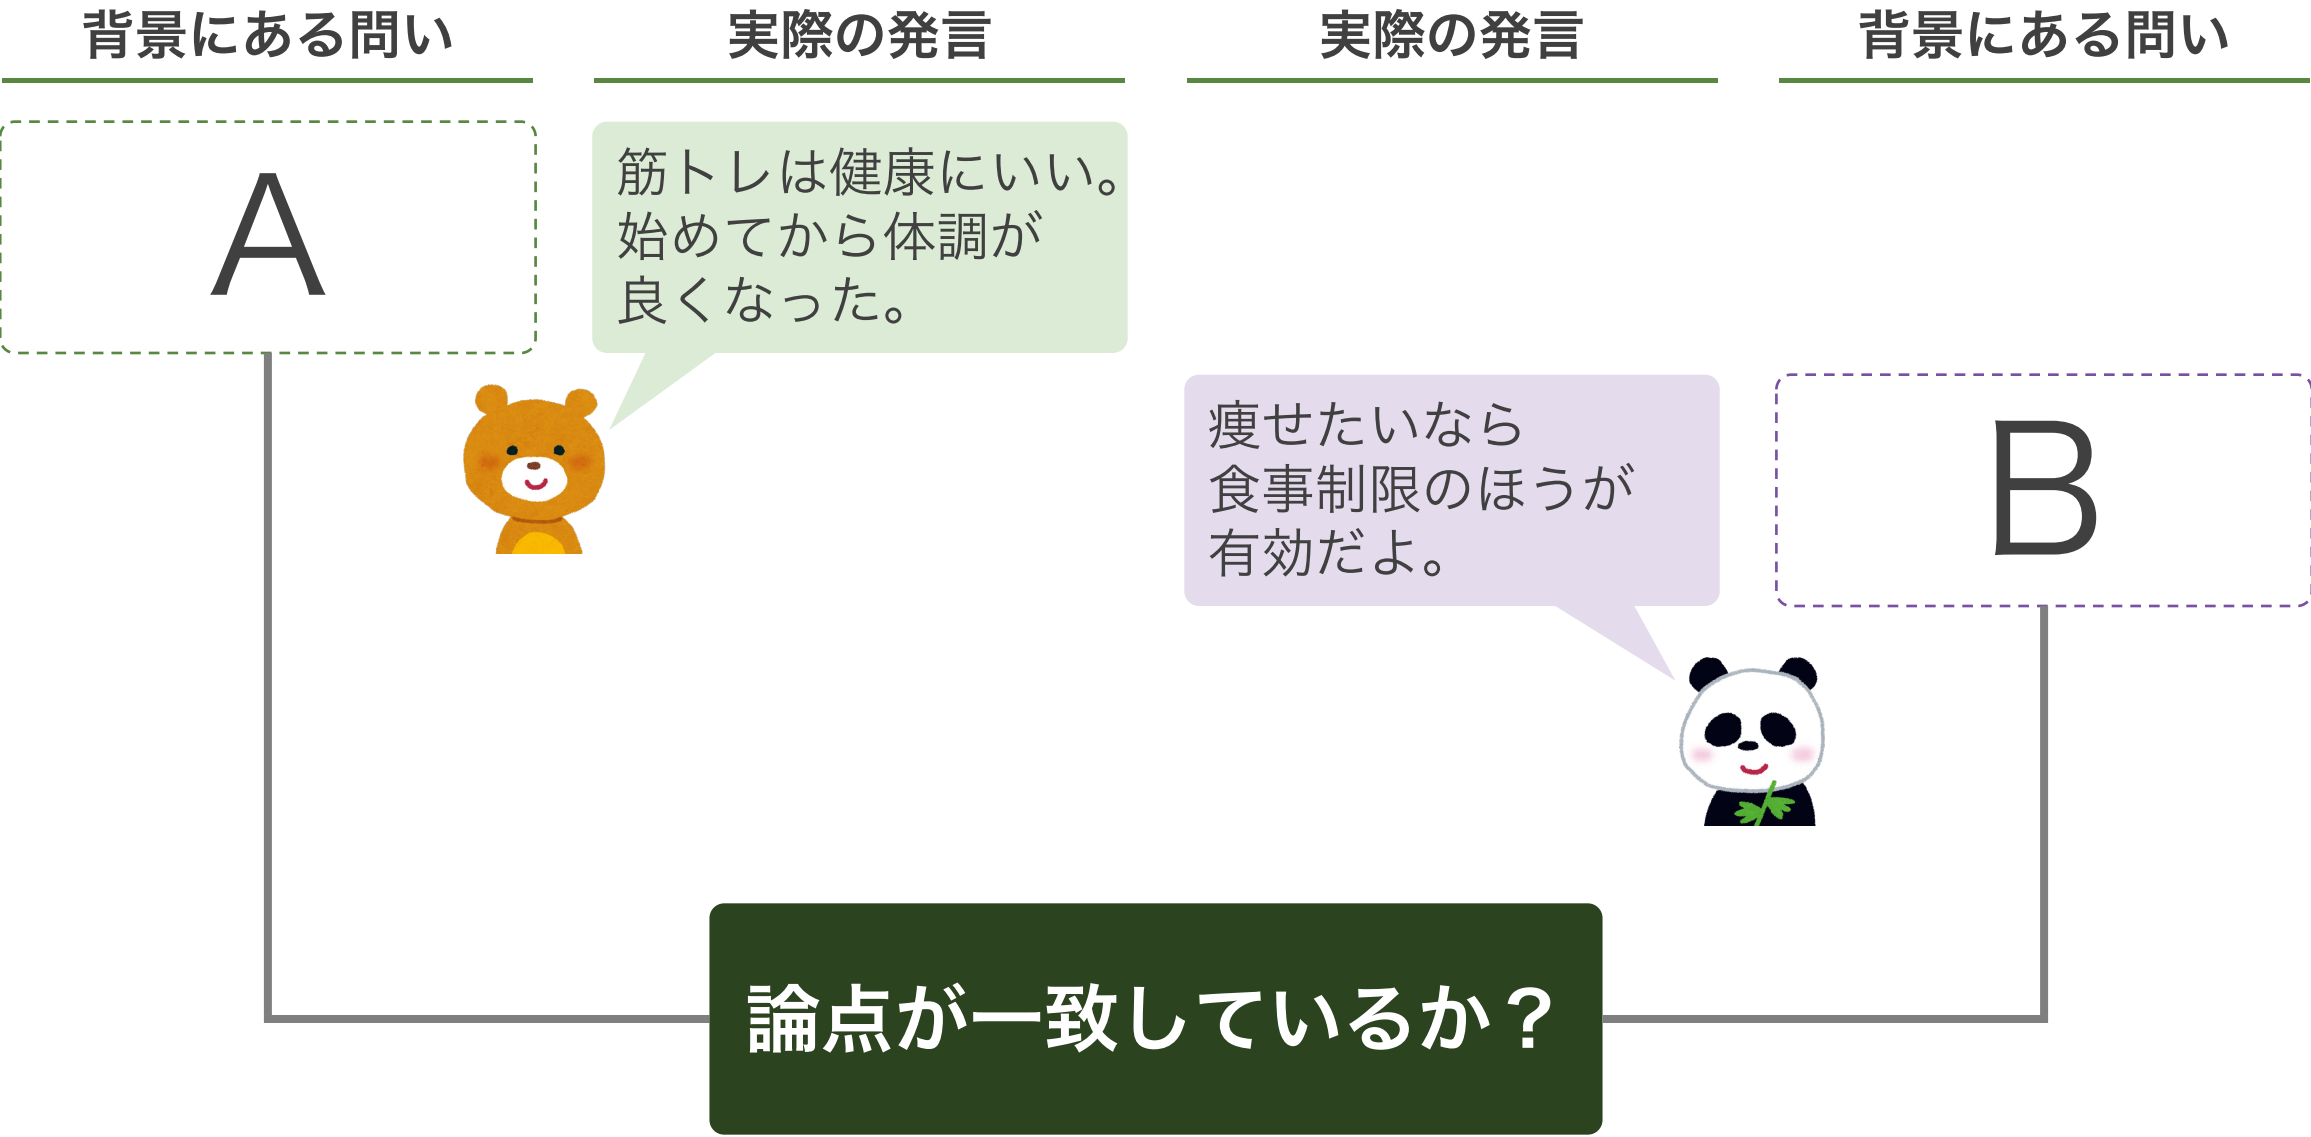 背景にある問い
実際の発言
実際の発言
背景にある問い
A
筋トレは健康にいい。
始めてから体調が
良くなった。
痩せたいなら
食事制限のほうが
有効だよ。
B
論点が一致しているか？